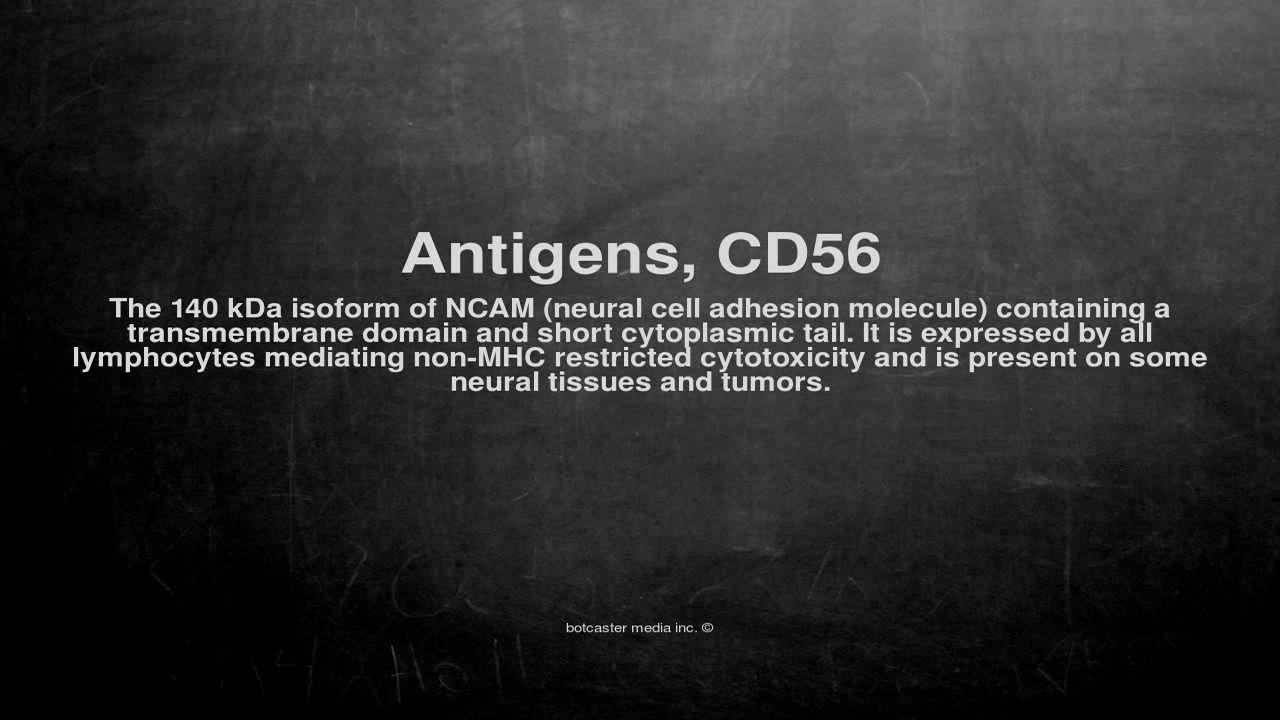 Antigens, CD56
The 140 kDa isoform of NCAM (neural cell adhesion molecule) containing a
transmembrane domain and short cytoplasmic tail. It is expressed by all
lymphocytes mediating non-MHC restricted cytotoxicity and is present on some
neural tissues and tumors.
botcaster media inc. ©